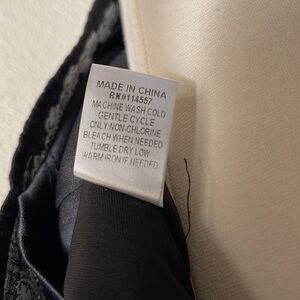 MADE IN CHINA
RN#114557
MACHINE WASH COLD
GENTLE CYCLE
ONLY NON-CHLORINE
BLEACH WHEN NEEDED
TUMBLE DRY LOW
WARM IRON IF NEEDED